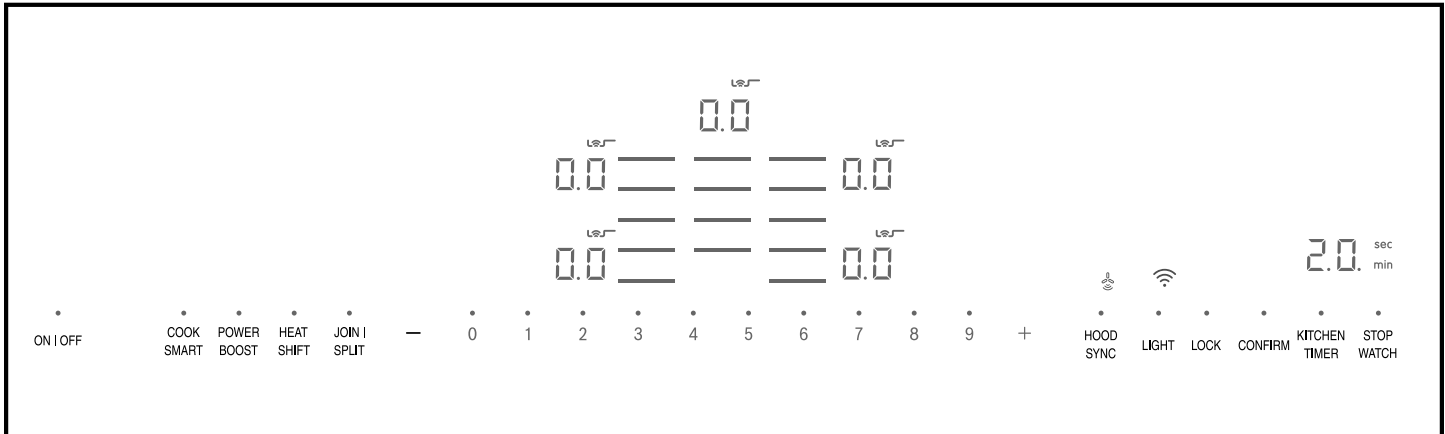 0.0
0.0 0.0
0.0 0.0
2.0. sec
min
ON | OFF
COOK
SMART
POWER
BOOST
HEAT
SHIFT
JOIN |
SPLIT
− 0 1 2 3 4 5 6 7 8 9 +
HOOD
SYNC
LIGHT
LOCK
CONFIRM
KITCHEN
TIMER
STOP
WATCH